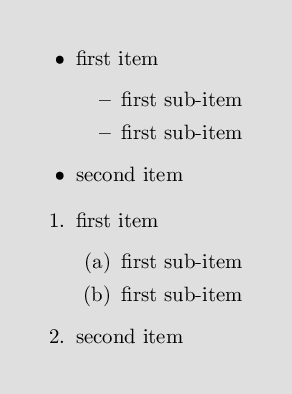 • first item
– first sub-item
– first sub-item
• second item
1. first item
(a) first sub-item
(b) first sub-item
2. second item